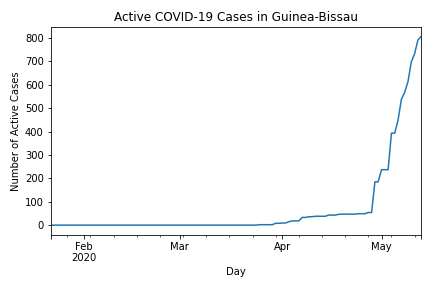 Active COVID-19 Cases in Guinea-Bissau
Number of Active Cases
800
700
600
500
400
300
200
100
0
Feb
2020
Mar
Apr
May
Day